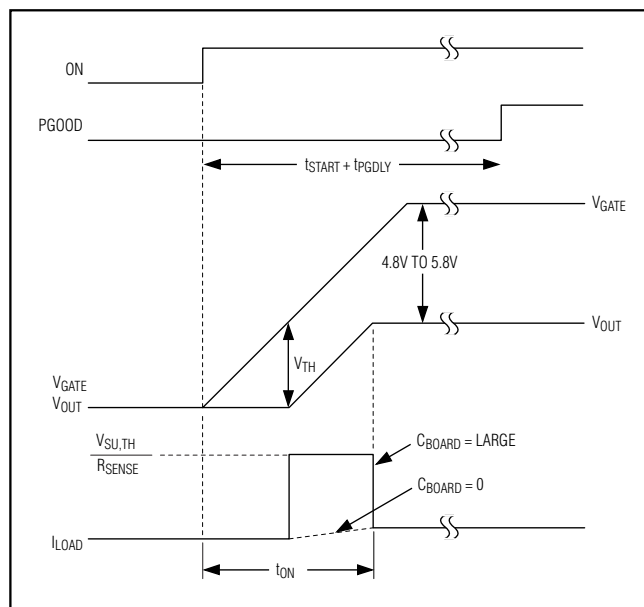 ON
PGOOD
tSTART + tPGDLY
VGATE
4.8V TO 5.8V
VOUT
VTH
VGATE
VOUT
VSU,TH
RSENSE
CBOARD = LARGE
CBOARD = 0
ILOAD
tON